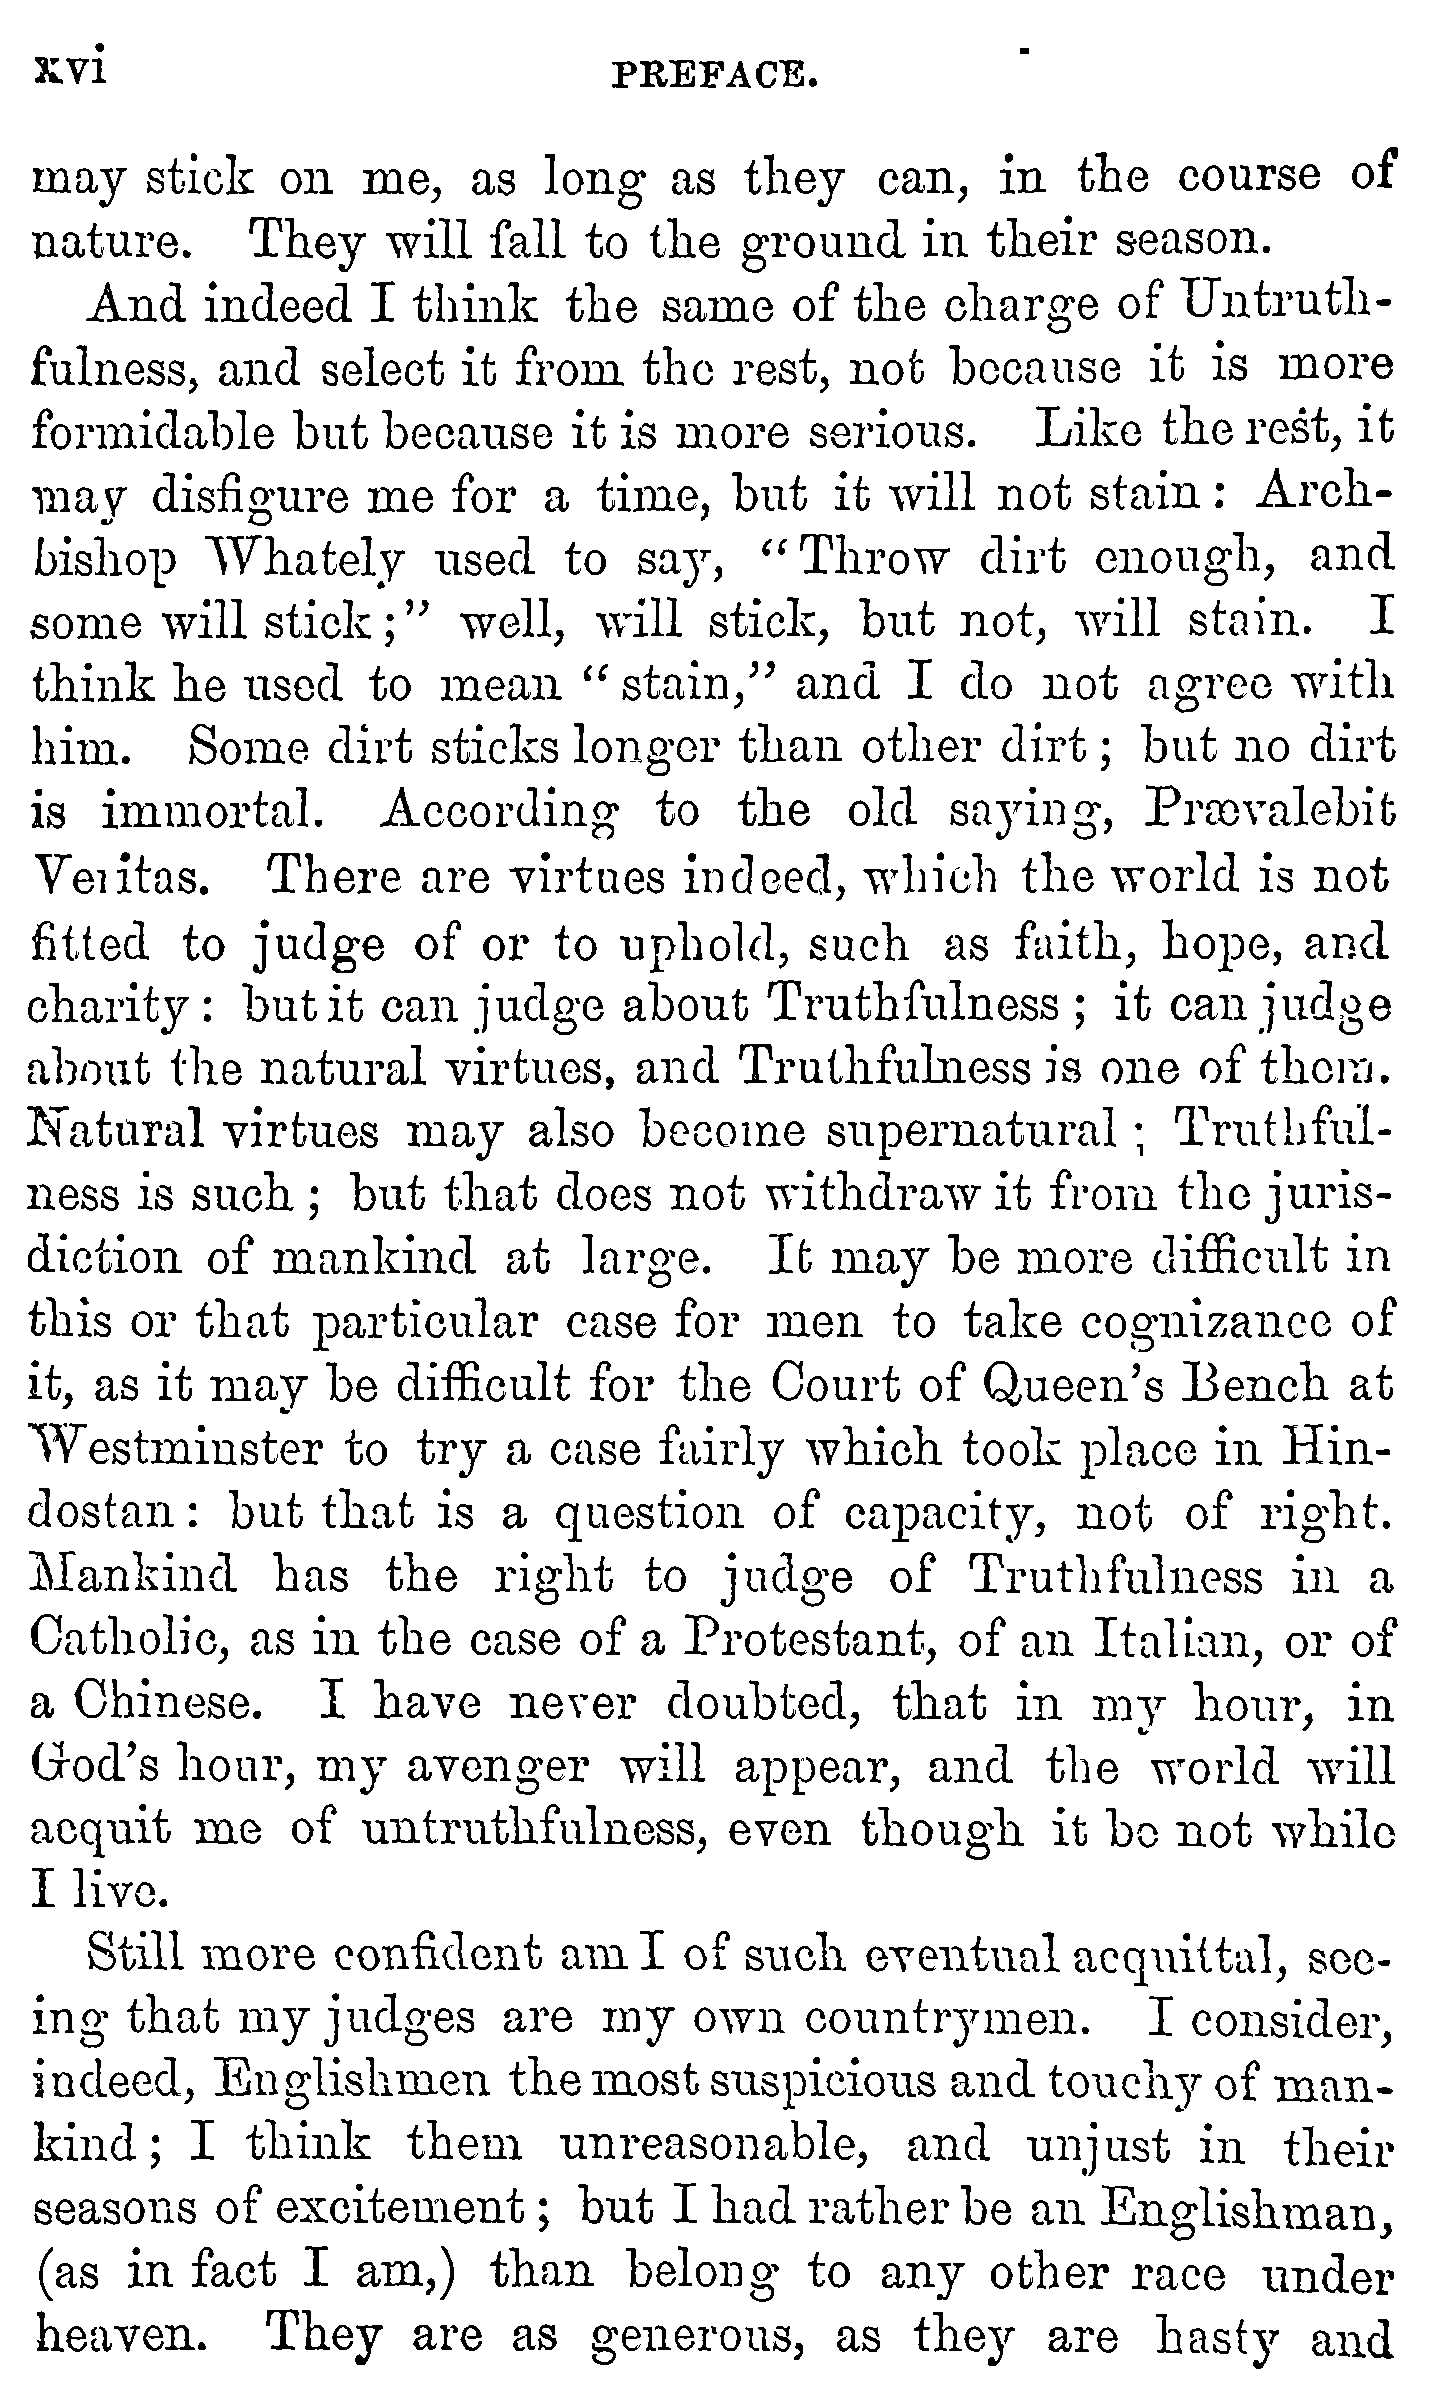 xvi PREFACE.
may stick on me, as long as they can, in the course of
nature. They will fall to the ground in their season.
And indeed I think the same of the charge of Untruth-
fulness, and select it from the rest, not because it is more
formidable but because it is more serious. Like the rest, it
may disfigure me for a time, but it will not stain : Arch-
bishop Whately used to say, “Throw dirt enough, and
some will stick ;” well, will stick, but not, will stain. I
think he used to mean “stain,” and I do not agree with
him. Some dirt sticks longer than other dirt ; but no dirt
is immortal. According to the old saying, Prævalebit
Veritas. There are virtues indeed, which the world is not
fitted to judge of or to uphold, such as faith, hope, and
charity : but it can judge about Truthfulness ; it can judge
about the natural virtues, and Truthfulness is one of them.
Natural virtues may also become supernatural ; Truthful-
ness is such ; but that does not withdraw it from the juris-
diction of mankind at large. It may be more difficult in
this or that particular case for men to take cognizance of
it, as it may be difficult for the Court of Queen’s Bench at
Westminster to try a case fairly which took place in Hin-
dostan : but that is a question of capacity, not of right.
Mankind has the right to judge of Truthfulness in a
Catholic, as in the case of a Protestant, of an Italian, or of
a Chinese. I have never doubted, that in my hour, in
God’s hour, my avenger will appear, and the world will
acquit me of untruthfulness, even though it be not while
I live.
Still more confident am I of such eventual acquittal, see-
ing that my judges are my own countrymen. I consider,
indeed, Englishmen the most suspicious and touchy of man-
kind ; I think them unreasonable, and unjust in their
seasons of excitement ; but I had rather be an Englishman,
(as in fact I am,) than belong to any other race under
heaven. They are as generous, as they are hasty and